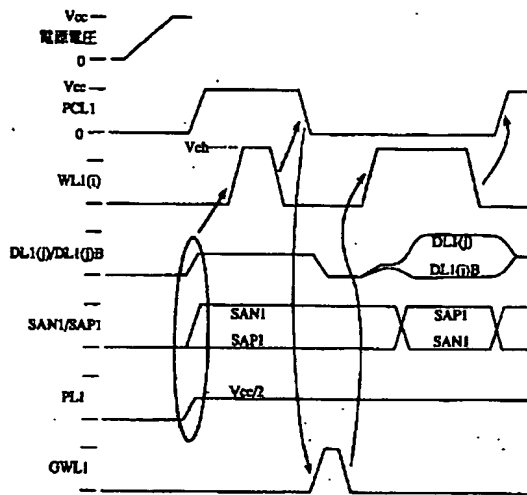 Vcc
電源電圧
0
Vcc
PCL1
0
Vch
WL1(i)
DL1(j)
DL1(j)/DL1(j)B
DL1(j)B
SAN1
SAP1
SAN1/SAP1
SAP1
SAN1
Vcc/2
PL1
GWL1